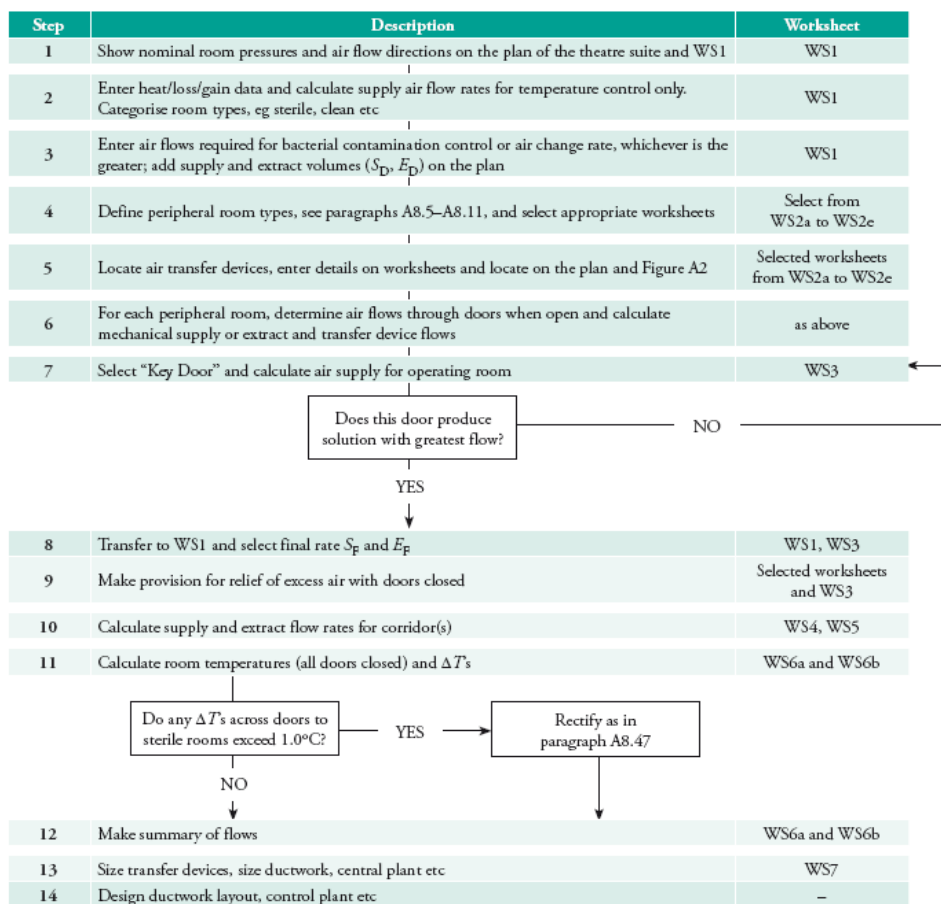 Step Description Worksheet
1 Show nominal room pressures and air flow directions on the plan of the theatre suite and WS1 WS1
2 Enter heat/loss/gain data and calculate supply air flow rates for temperature control only.
Categorise room types, eg sterile, clean etc WS1
3 Enter air flows required for bacterial contamination control or air change rate, whichever is the
greater; add supply and extract volumes (S_D, E_D) on the plan WS1
4 Define peripheral room types, see paragraphs A8.5–A8.11, and select appropriate worksheets Select from
WS2a to WS2e
5 Locate air transfer devices, enter details on worksheets and locate on the plan and Figure A2 Selected worksheets
from WS2a to WS2e
6 For each peripheral room, determine air flows through doors when open and calculate
mechanical supply or extract and transfer device flows as above
7 Select “Key Door” and calculate air supply for operating room WS3
Does this door produce
solution with greatest flow?
NO
YES
8 Transfer to WS1 and select final rate S_F and E_F WS1, WS3
9 Make provision for relief of excess air with doors closed Selected worksheets
and WS3
10 Calculate supply and extract flow rates for corridor(s) WS4, WS5
11 Calculate room temperatures (all doors closed) and ΔT's WS6a and WS6b
Do any ΔT's across doors to
sterile rooms exceed 1.0°C?
YES
Rectify as in
paragraph A8.47
NO
12 Make summary of flows WS6a and WS6b
13 Size transfer devices, size ductwork, central plant etc WS7
14 Design ductwork layout, control plant etc –